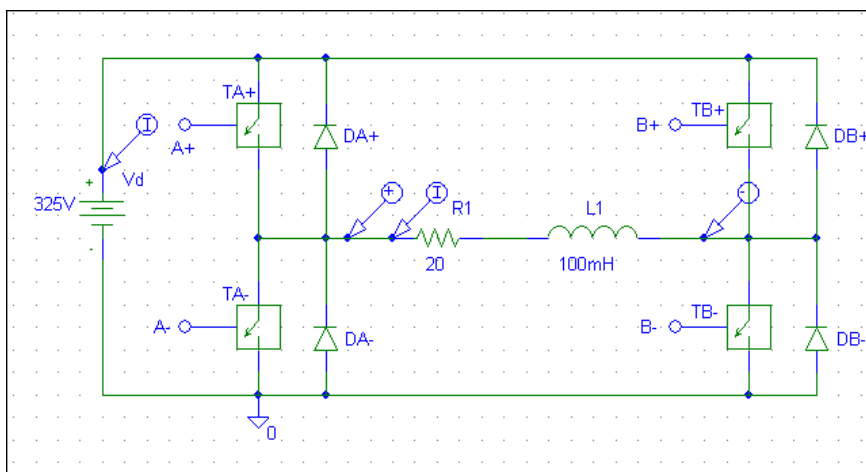 TA+
A+
DA+
TB+
B+
DB+
I
+
Vd
325V
-
+
I
R1
L1
-
20
100mH
TA-
A-
DA-
TB-
B-
DB-
0